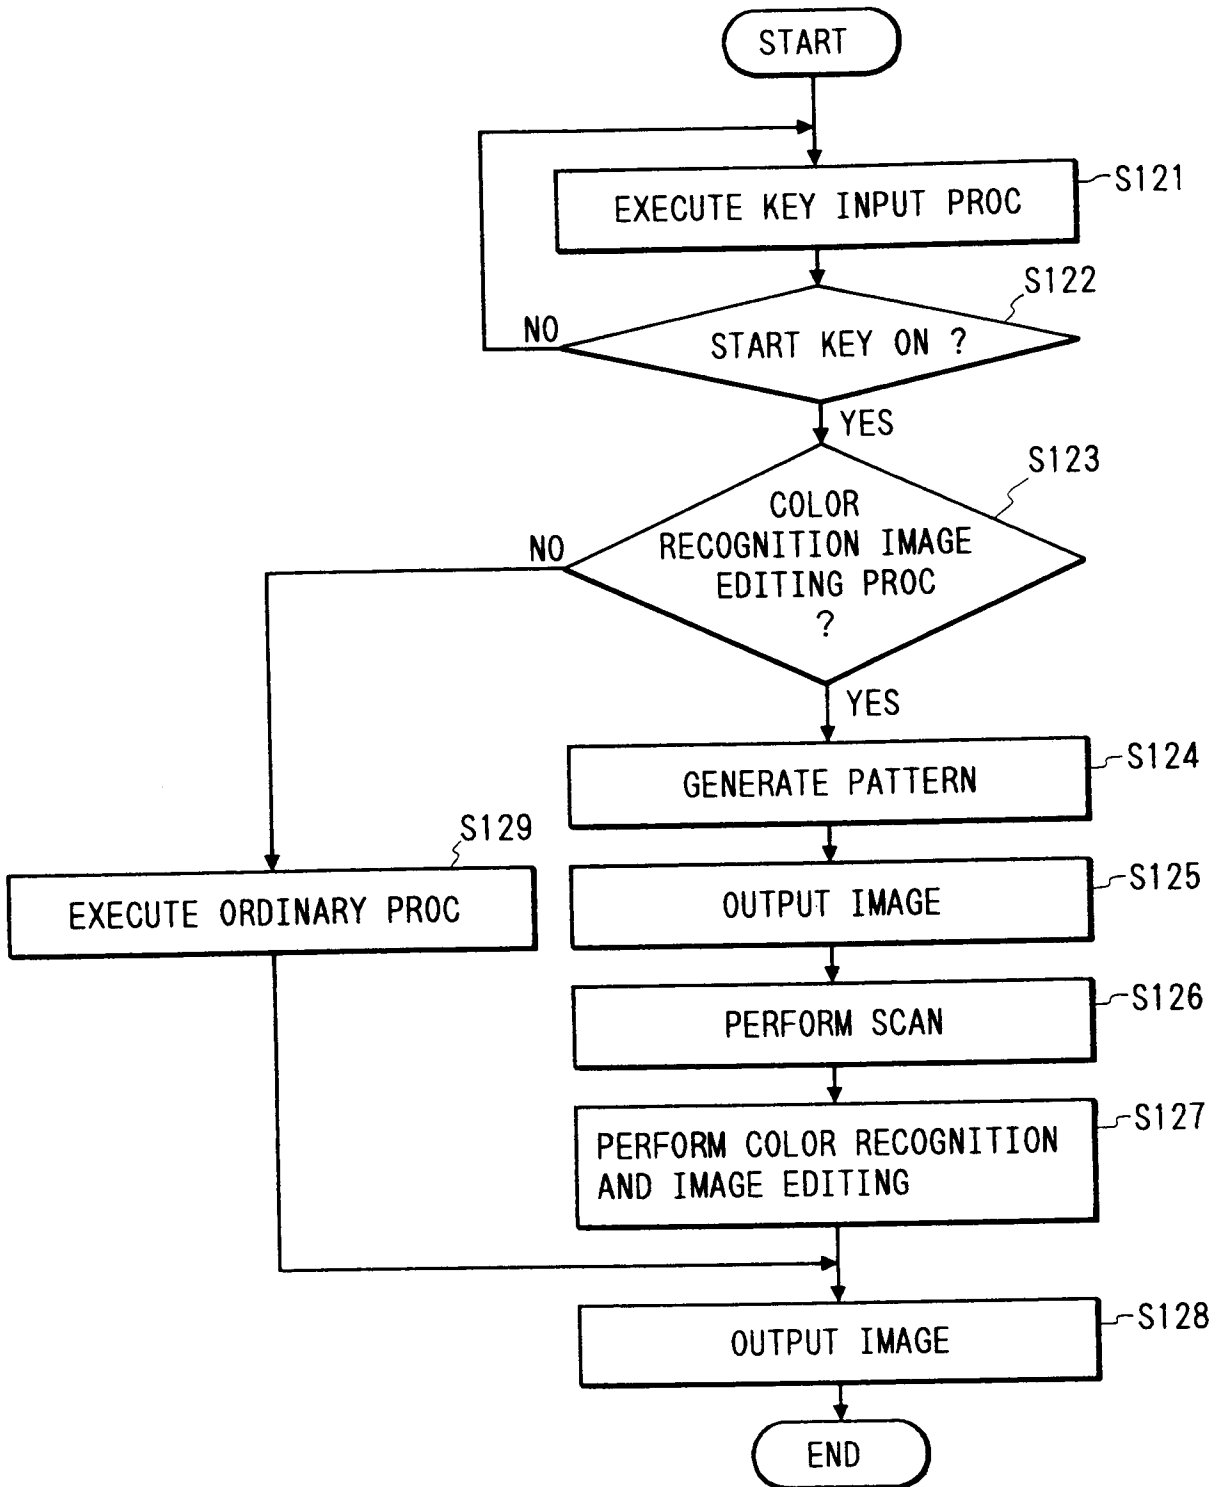 START
EXECUTE KEY INPUT PROC
S121
S122
START KEY ON ?
NO
YES
S123
COLOR
RECOGNITION IMAGE
EDITING PROC
?
NO
YES
S124
GENERATE PATTERN
S129
EXECUTE ORDINARY PROC
S125
OUTPUT IMAGE
S126
PERFORM SCAN
S127
PERFORM COLOR RECOGNITION
AND IMAGE EDITING
S128
OUTPUT IMAGE
END